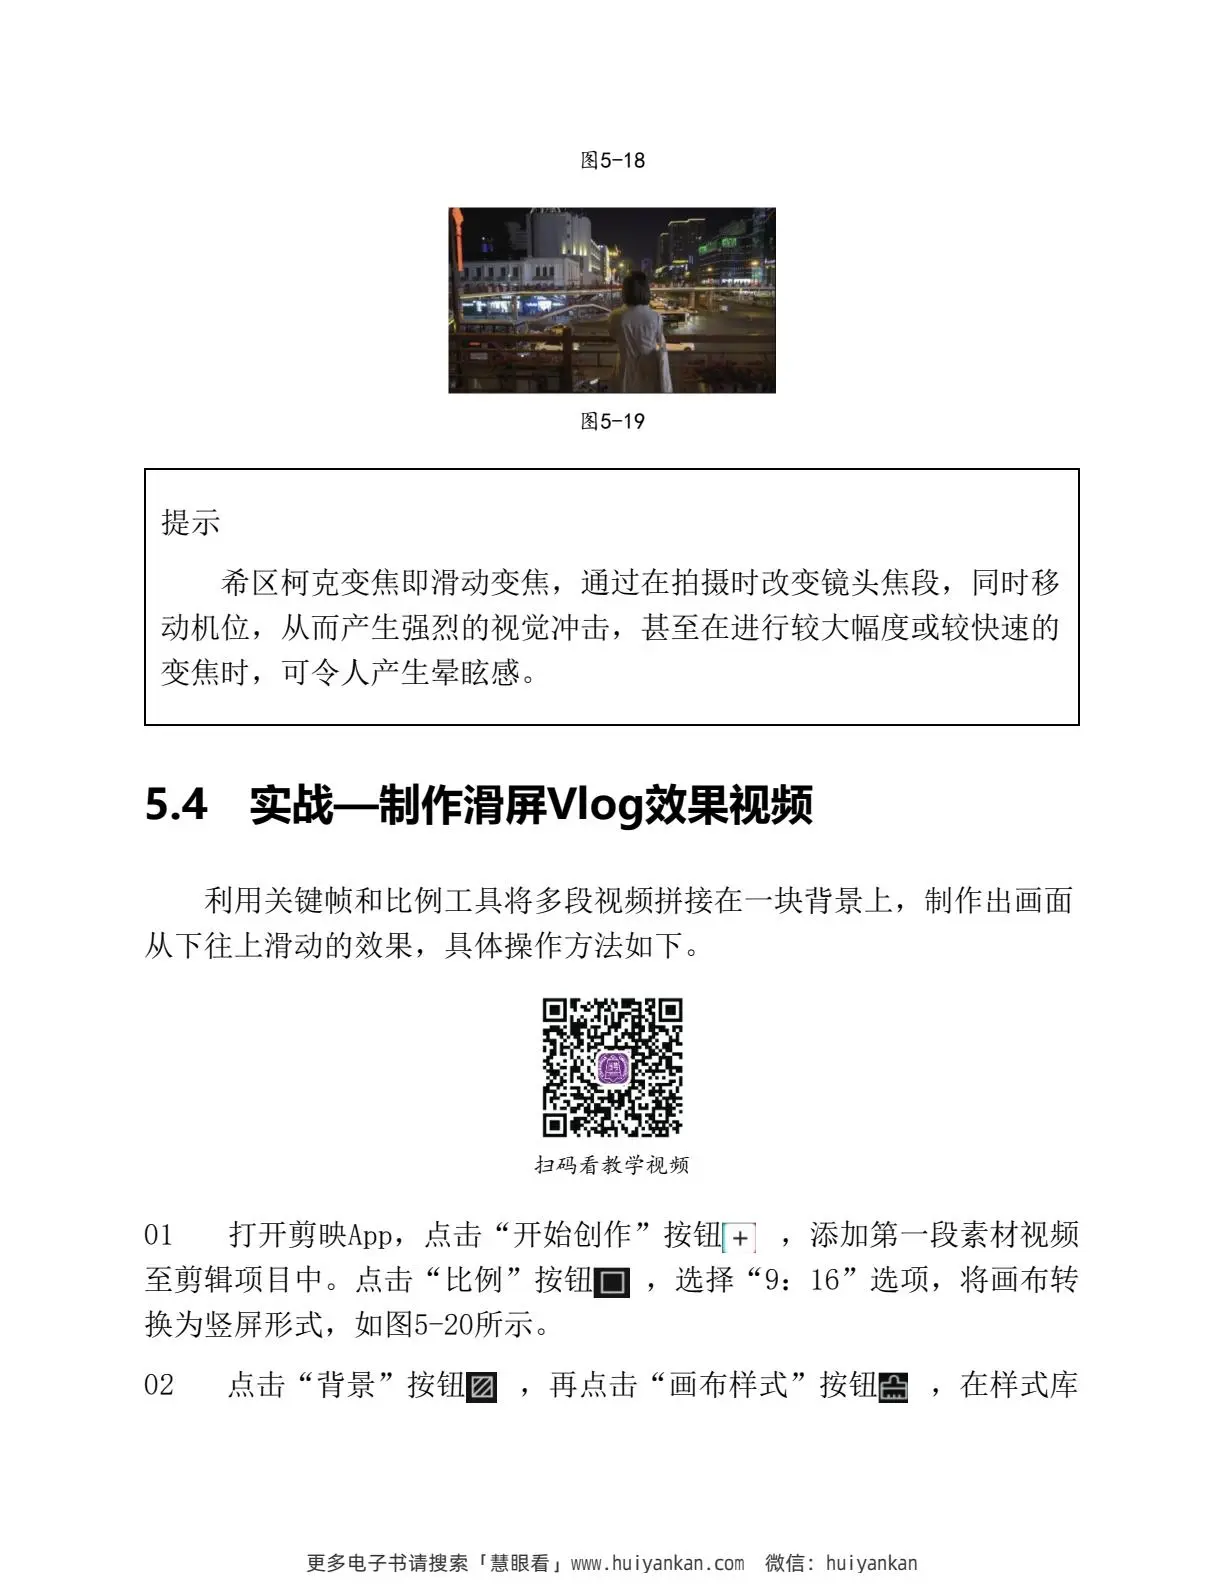 图5-18
图5-19
提示
希区柯克变焦即滑动变焦，通过在拍摄时改变镜头焦段，同时移
动机位，从而产生强烈的视觉冲击，甚至在进行较大幅度或较快速的
变焦时，可令人产生晕眩感。
5.4 实战—制作滑屏Vlog效果视频
利用关键帧和比例工具将多段视频拼接在一块背景上，制作出画面
从下往上滑动的效果，具体操作方法如下。
扫码看教学视频
01 打开剪映App，点击“开始创作”按钮，添加第一段素材视频
至剪辑项目中。点击“比例”按钮，选择“9：16”选项，将画布转
换为竖屏形式，如图5-20所示。
02 点击“背景”按钮，再点击“画布样式”按钮，在样式库
更多电子书请搜索「慧眼看」www.huiyankan.com 微信：huiyankan